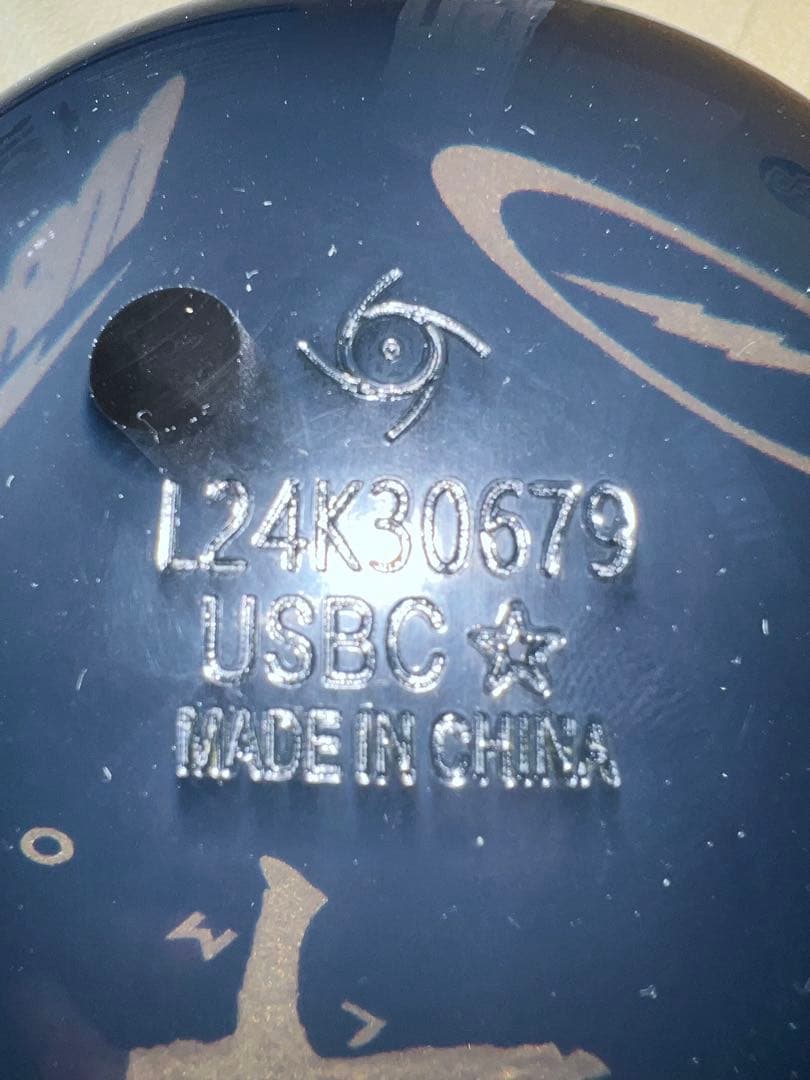 L24K30679
USBC ☆
MADE IN CHINA